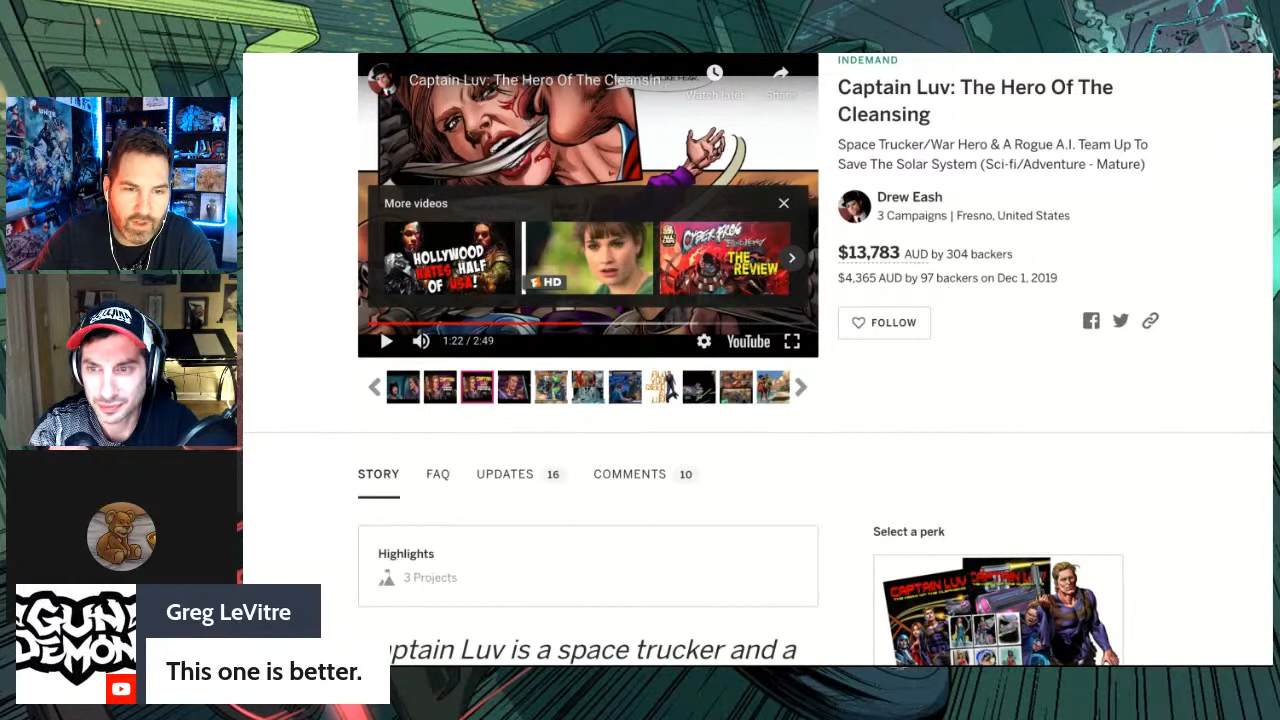 INDEMAND
Captain Luv: The Hero Of The Cleansin
Watch later
Share
Captain Luv: The Hero Of The
Cleansing
Space Trucker/War Hero & A Rogue A.I. Team Up To
Save The Solar System (Sci-fi/Adventure - Mature)
Drew Eash
3 Campaigns | Fresno, United States
$13,783 AUD by 304 backers
$4,365 AUD by 97 backers on Dec 1, 2019
FOLLOW
More videos
HOLLYWOOD
HATES HALF
OF USA!
HD
CYBERFROG
THE
REVIEW
1:22 / 2:49
YouTube
STORY
FAQ
UPDATES 16
COMMENTS 10
Highlights
3 Projects
Select a perk
CAPTAIN LUV
CAPTAIN LUV
ptain Luv is a space trucker and a
GUN
DEMON
Greg LeVitre
This one is better.